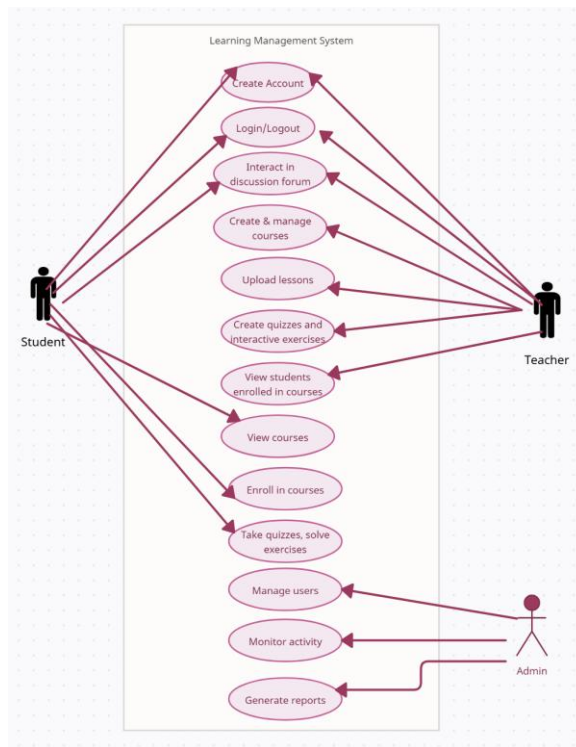 Learning Management System
Create Account
Login/Logout
Interact in
discussion forum
Create & manage
courses
Upload lessons
Create quizzes and
interactive exercises
Student
Teacher
View students
enrolled in courses
View courses
Enroll in courses
Take quizzes, solve
exercises
Manage users
Monitor activity
Admin
Generate reports